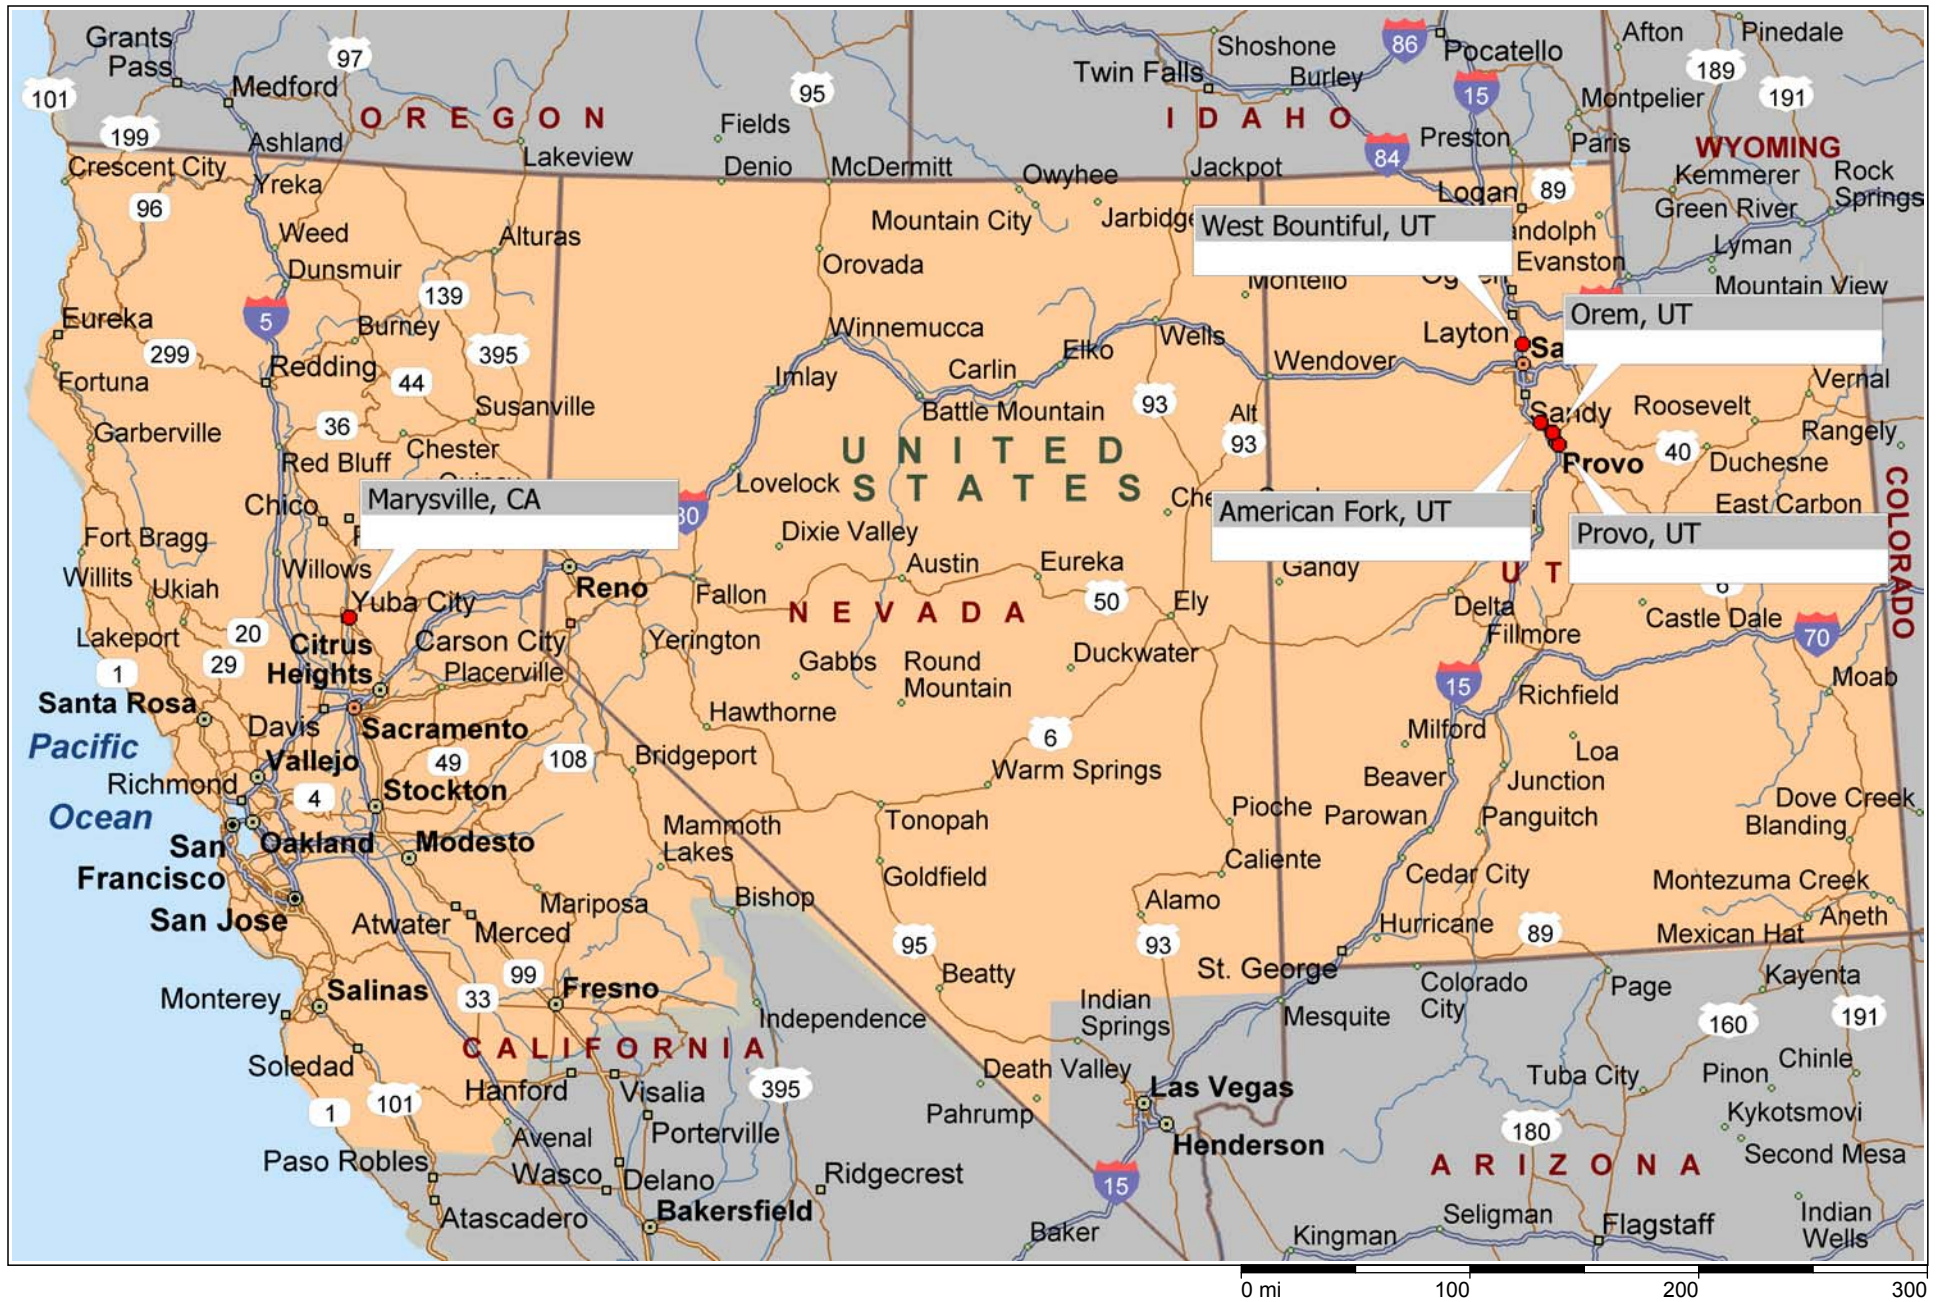 Grants
Pass
Medford
97
101
199
Ashland
OREGON
Lakeview
95
Fields
Denio
McDermitt
Twin Falls
Shoshone
Burley
86
Pocatello
15
IDAHO
Preston
84
Montpelier
Paris
Afton
Pinedale
189
191
WYOMING
Kemmerer
Rock
Springs
Green River
Lyman
Mountain View
Crescent City
96
Yreka
Weed
Dunsmuir
Alturas
139
Eureka
5
Burney
299
395
Redding
44
Fortuna
Susanville
36
Garberville
Chester
Red Bluff
Chico
Owyhee
Jackpot
Mountain City
Jarbidge
Orovada
Logan
89
West Bountiful, UT
Evanston
Montello
Winnemucca
Wells
Elko
Carlin
Imlay
Battle Mountain
Wendover
Layton
Orem, UT
Vernal
93
Alt
93
Sandy
Roosevelt
Rangely
40
Provo
Duchesne
UNITED
STATES
Lovelock
East Carbon
COLORADO
American Fork, UT
Provo, UT
Marysville, CA
Dixie Valley
Fort Bragg
Willits
Ukiah
Willows
Yuba City
Reno
Fallon
Austin
Eureka
Gandy
50
Ely
NEVADA
Lakeport
20
29
1
Citrus
Heights
Carson City
Placerville
Yerington
Gabbs
Round
Mountain
Duckwater
Delta
Fillmore
Castle Dale
70
Santa Rosa
Davis
Sacramento
Hawthorne
15
Richfield
Moab
Pacific
Ocean
Vallejo
Richmond
49
108
Bridgeport
6
Warm Springs
Milford
Loa
Beaver
Junction
4
Stockton
Dove Creek
Blanding
San
Francisco
Oakland
Modesto
Mammoth
Lakes
Tonopah
Pioche
Parowan
Panguitch
Goldfield
Caliente
Cedar City
Montezuma Creek
San Jose
Atwater
Merced
Mariposa
Bishop
Alamo
Hurricane
89
Aneth
Mexican Hat
95
93
St. George
99
33
Fresno
Beatty
Monterey
Salinas
Independence
Indian
Springs
Mesquite
Colorado
City
Page
Kayenta
160
191
Soledad
CALIFORNIA
Hanford
Visalia
395
Death Valley
Las Vegas
Tuba City
Pinon
Chinle
1
101
Pahrump
Henderson
Kykotsmovi
180
Second Mesa
Avenal
Porterville
ARIZONA
Paso Robles
Wasco
Delano
Ridgecrest
15
Atascadero
Bakersfield
Baker
Kingman
Seligman
Flagstaff
Indian
Wells
0 mi
100
200
300